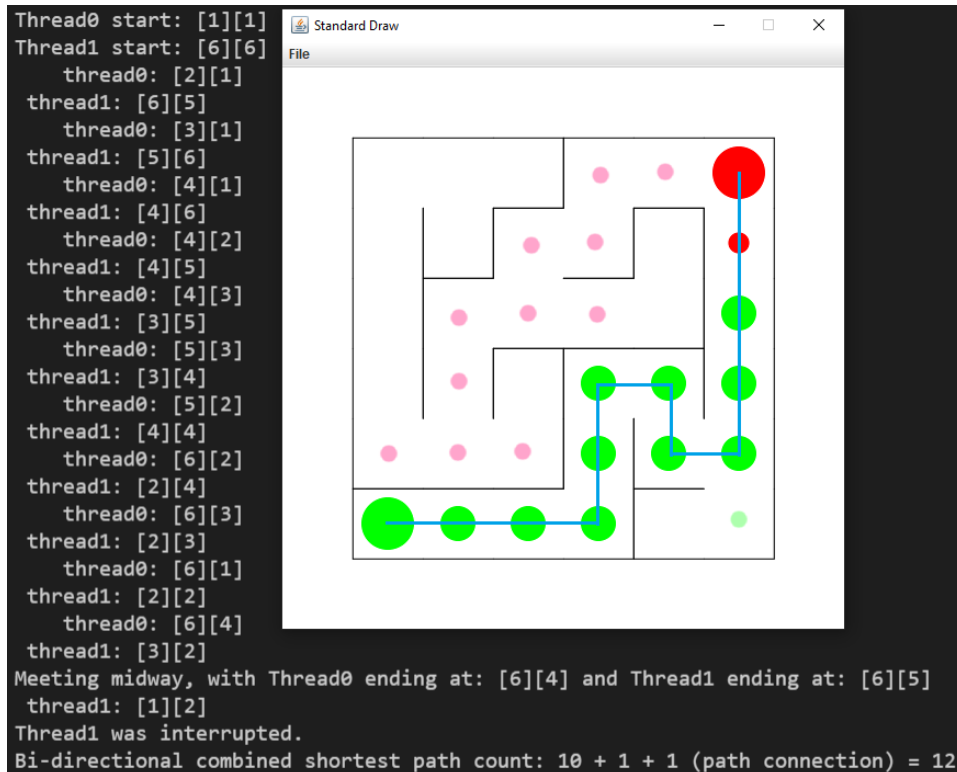 Thread0 start: [1][1]
Thread1 start: [6][6]
thread0: [2][1]
thread1: [6][5]
thread0: [3][1]
thread1: [5][6]
thread0: [4][1]
thread1: [4][6]
thread0: [4][2]
thread1: [4][5]
thread0: [4][3]
thread1: [3][5]
thread0: [5][3]
thread1: [3][4]
thread0: [5][2]
thread1: [4][4]
thread0: [6][2]
thread1: [2][4]
thread0: [6][3]
thread1: [2][3]
thread0: [6][1]
thread1: [2][2]
thread0: [6][4]
thread1: [3][2]
Meeting midway, with Thread0 ending at: [6][4] and Thread1 ending at: [6][5]
thread1: [1][2]
Thread1 was interrupted.
Bi-directional combined shortest path count: 10 + 1 + 1 (path connection) = 12
Standard Draw
File